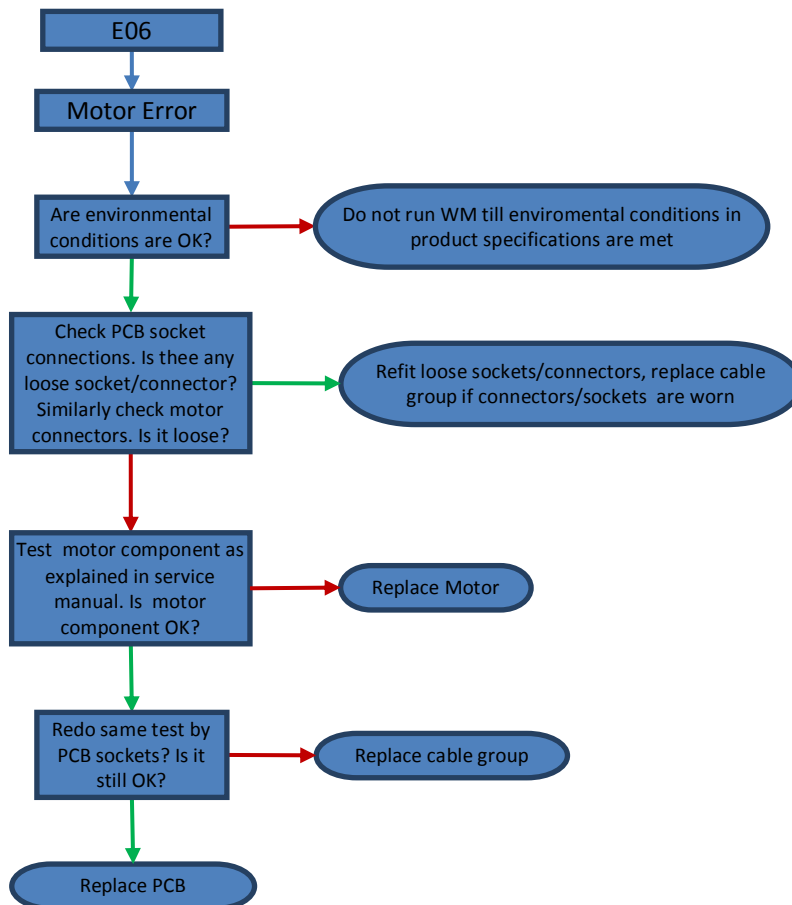 E06
Motor Error
Are environmental
conditions are OK?
Do not run WM till enviromental conditions in
product specifications are met
Check PCB socket
connections. Is thee any
loose socket/connector?
Similarly check motor
connectors. Is it loose?
Refit loose sockets/connectors, replace cable
group if connectors/sockets are worn
Test motor component as
explained in service
manual. Is motor
component OK?
Replace Motor
Redo same test by
PCB sockets? Is it
still OK?
Replace cable group
Replace PCB